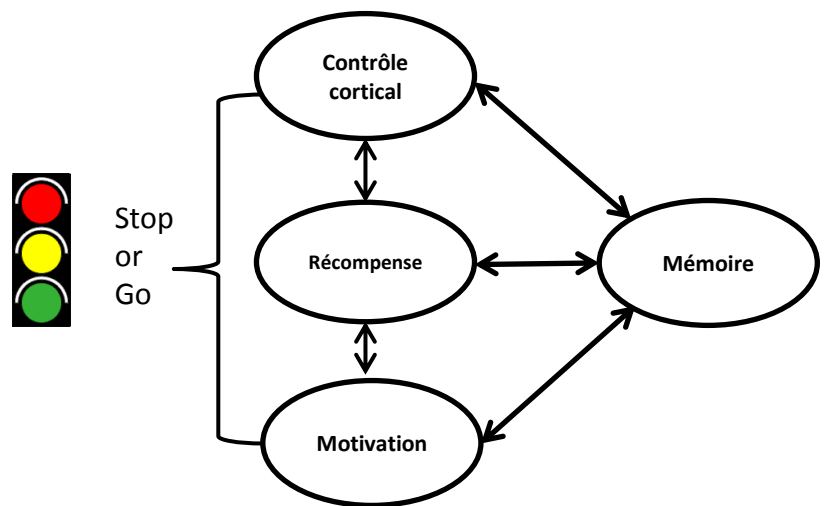 Contrôle
cortical
Stop
or
Go
Récompense
Mémoire
Motivation